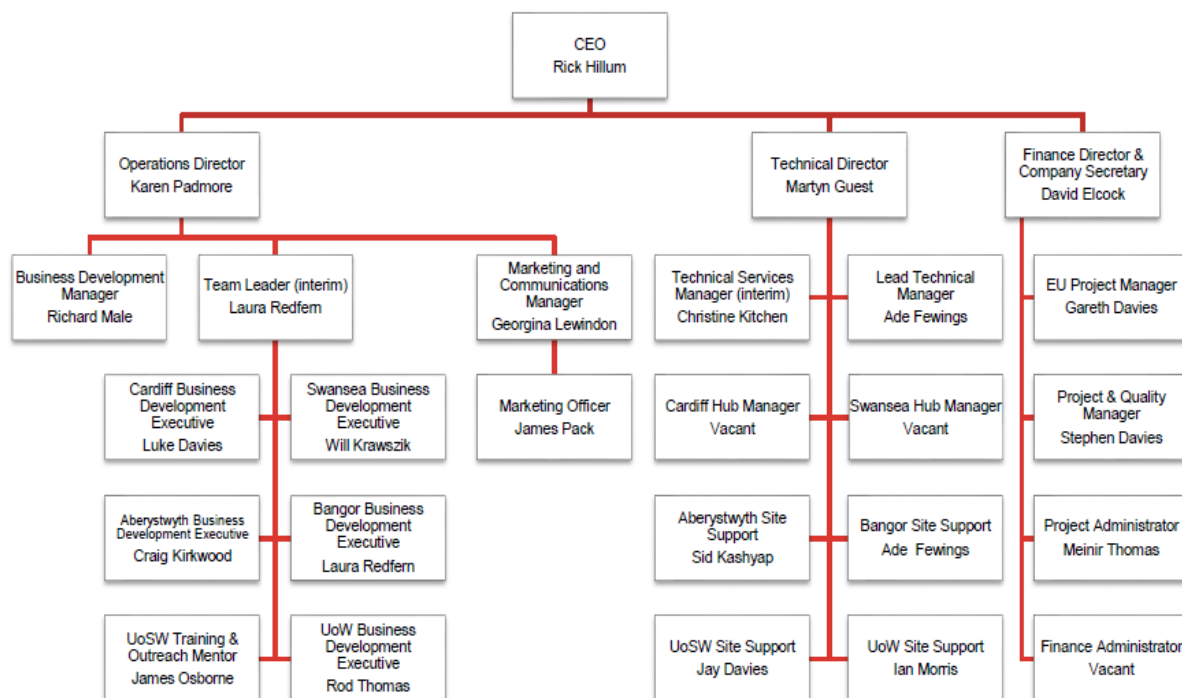 CEO
Rick Hillum
Operations Director
Karen Padmore
Technical Director
Martyn Guest
Finance Director &
Company Secretary
David Elcock
Business Development
Manager
Richard Male
Team Leader (interim)
Laura Redfern
Marketing and
Communications
Manager
Georgina Lewindon
Technical Services
Manager (interim)
Christine Kitchen
Lead Technical
Manager
Ade Fewings
EU Project Manager
Gareth Davies
Cardiff Business
Development
Executive
Luke Davies
Swansea Business
Development
Executive
Will Krawszik
Marketing Officer
James Pack
Cardiff Hub Manager
Vacant
Swansea Hub Manager
Vacant
Project & Quality
Manager
Stephen Davies
Aberystwyth Business
Development Executive
Craig Kirkwood
Bangor Business
Development
Executive
Laura Redfern
Aberystwyth Site
Support
Sid Kashyap
Bangor Site Support
Ade Fewings
Project Administrator
Meinir Thomas
UoSW Training &
Outreach Mentor
James Osborne
UoW Business
Development
Executive
Rod Thomas
UoSW Site Support
Jay Davies
UoW Site Support
Ian Morris
Finance Administrator
Vacant